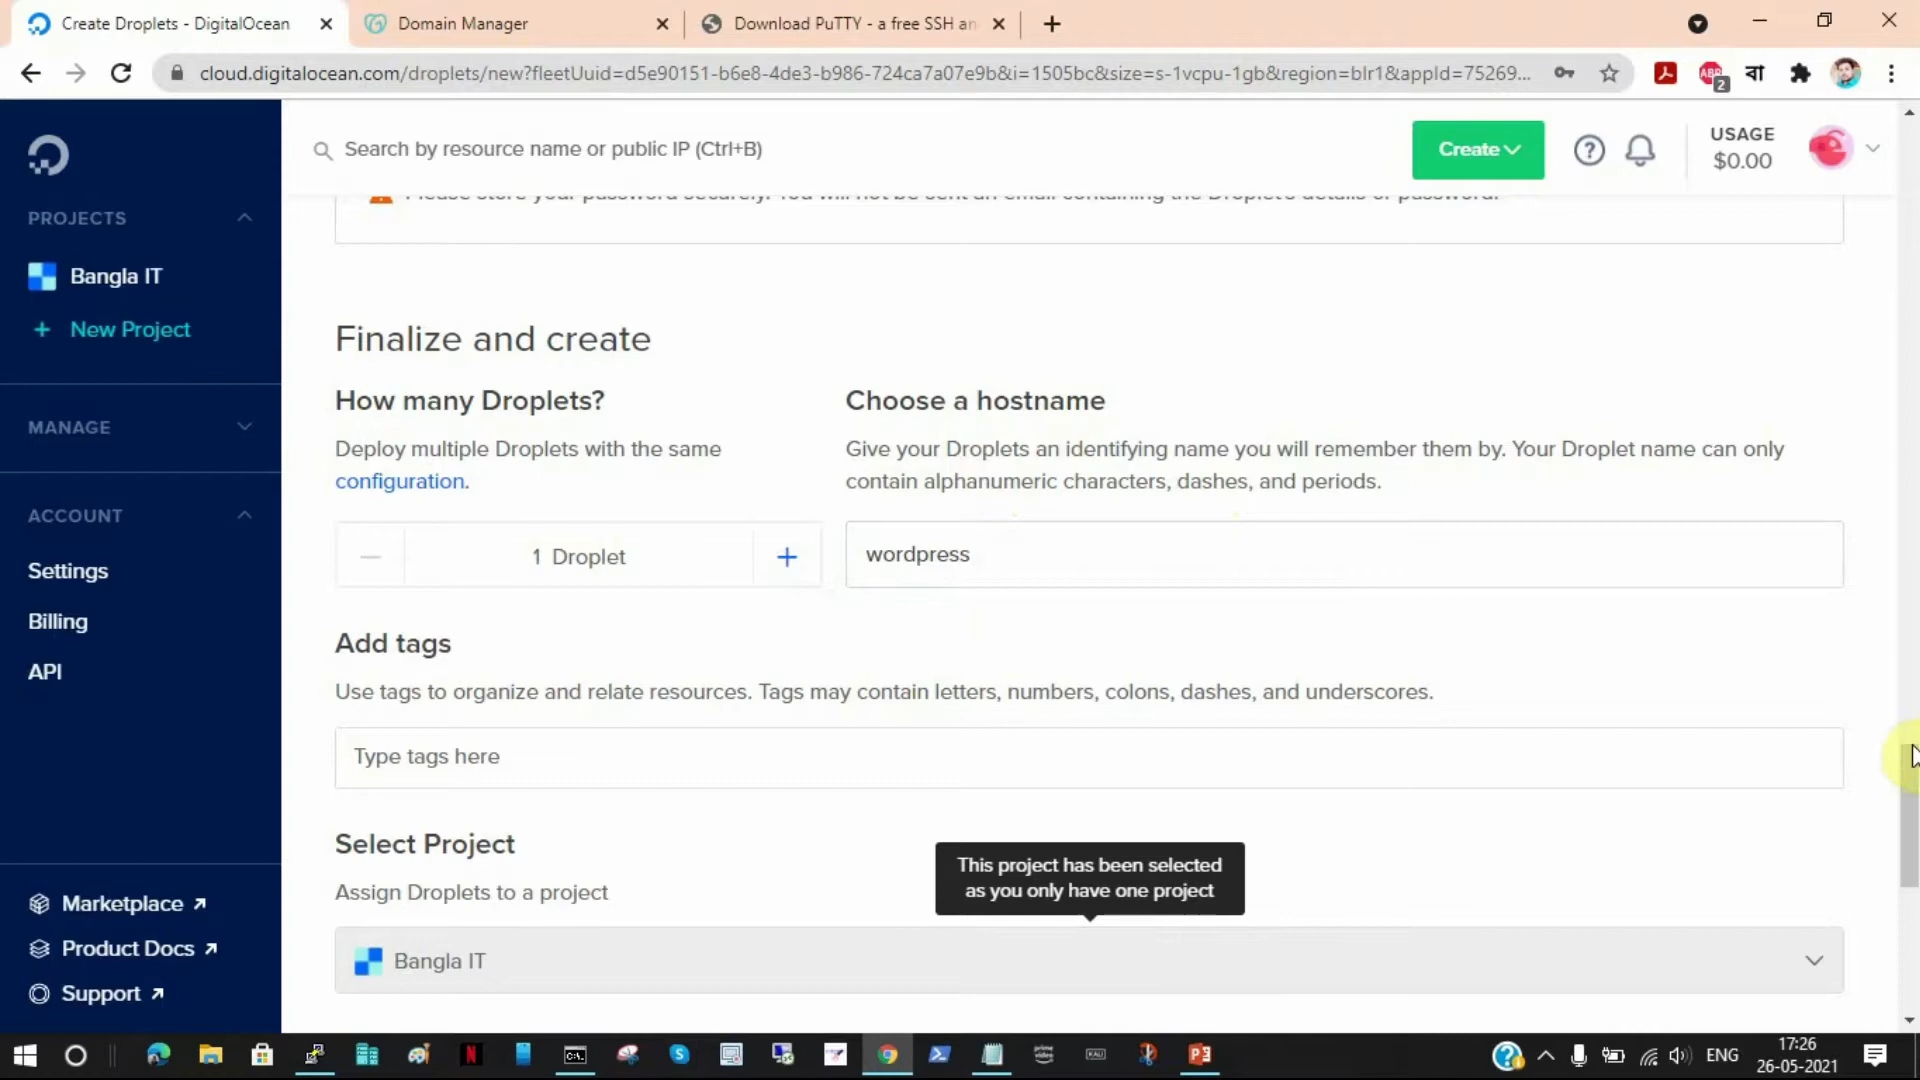 Create Droplets - DigitalOcean
Domain Manager
Download PuTTY - a free SSH an
cloud.digitalocean.com/droplets/new?fleetUuid=d5e90151-b6e8-4de3-b986-724ca7a07e9b&i=1505bc&size=s-1vcpu-1gb&region=blr1&appId=75269...
ABP
2
বা
Search by resource name or public IP (Ctrl+B)
Create
USAGE
$0.00
PROJECTS
Bangla IT
+ New Project
MANAGE
ACCOUNT
Settings
Billing
API
Marketplace
Product Docs
Support
Please store your password securely. You will not be sent an email containing the Droplet's details or password.
Finalize and create
How many Droplets?
Deploy multiple Droplets with the same
configuration.
1 Droplet
Choose a hostname
Give your Droplets an identifying name you will remember them by. Your Droplet name can only
contain alphanumeric characters, dashes, and periods.
wordpress
Add tags
Use tags to organize and relate resources. Tags may contain letters, numbers, colons, dashes, and underscores.
Type tags here
Select Project
Assign Droplets to a project
This project has been selected
as you only have one project
Bangla IT
ENG
17:26
26-05-2021